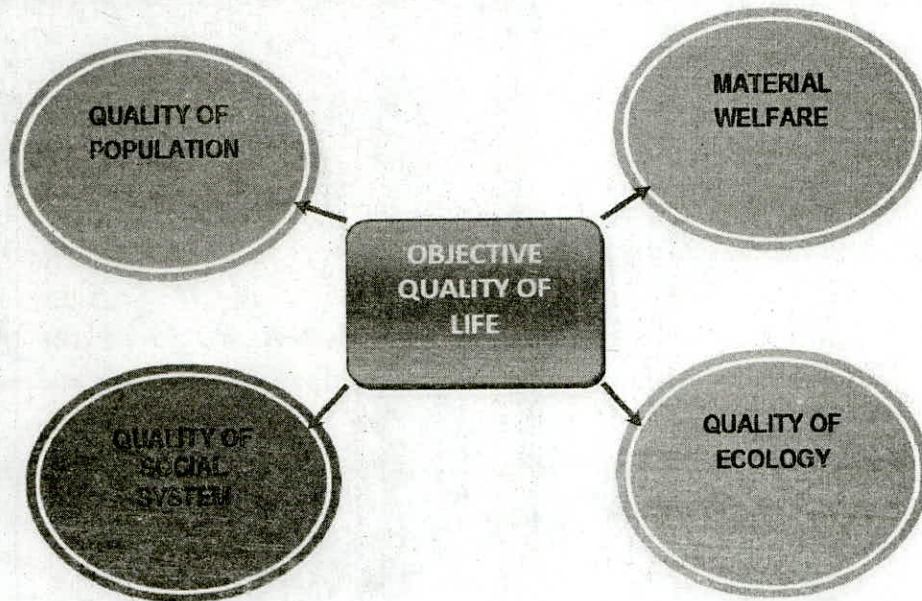 QUALITY OF
POPULATION
MATERIAL
WELFARE
OBJECTIVE
QUALITY OF
LIFE
QUALITY OF
SOCIAL
SYSTEM
QUALITY OF
ECOLOGY